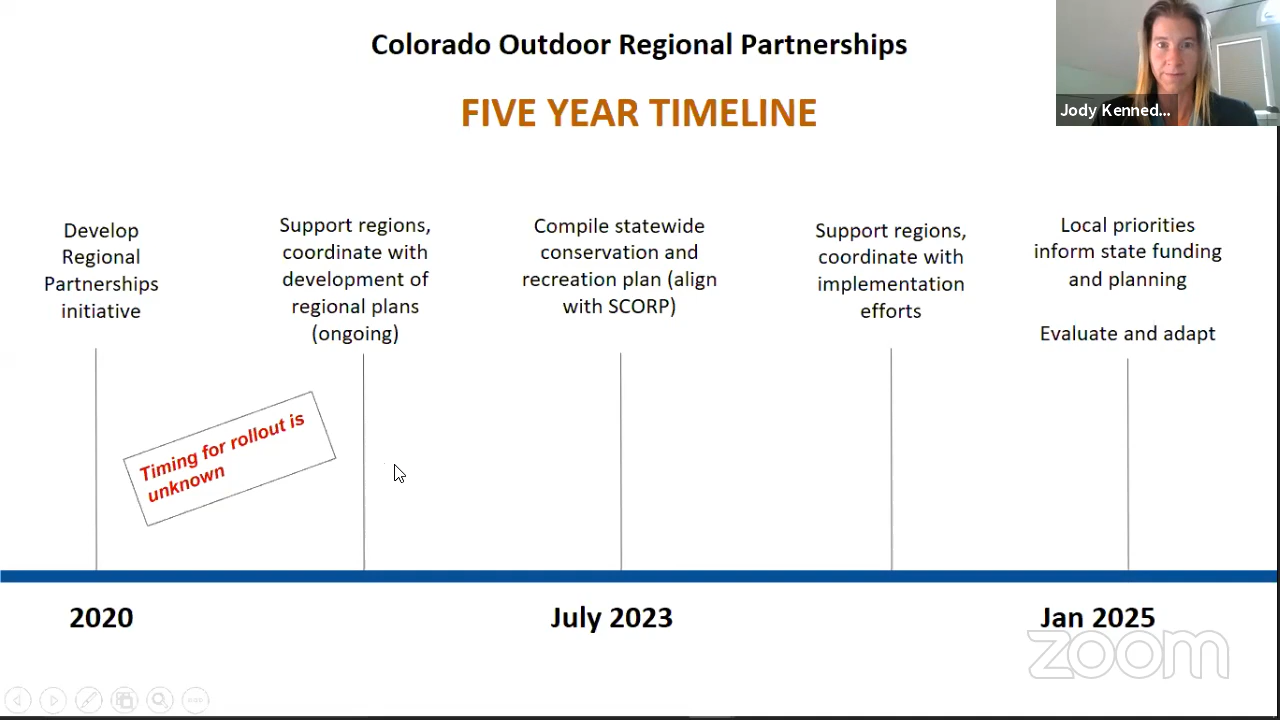 Colorado Outdoor Regional Partnerships
FIVE YEAR TIMELINE
Jody Kenned...
Develop
Regional
Partnerships
initiative
Support regions,
coordinate with
development of
regional plans
(ongoing)
Compile statewide
conservation and
recreation plan (align
with SCORP)
Support regions,
coordinate with
implementation
efforts
Local priorities
inform state funding
and planning
Evaluate and adapt
Timing for rollout is
unknown
2020
July 2023
Jan 2025
zoom